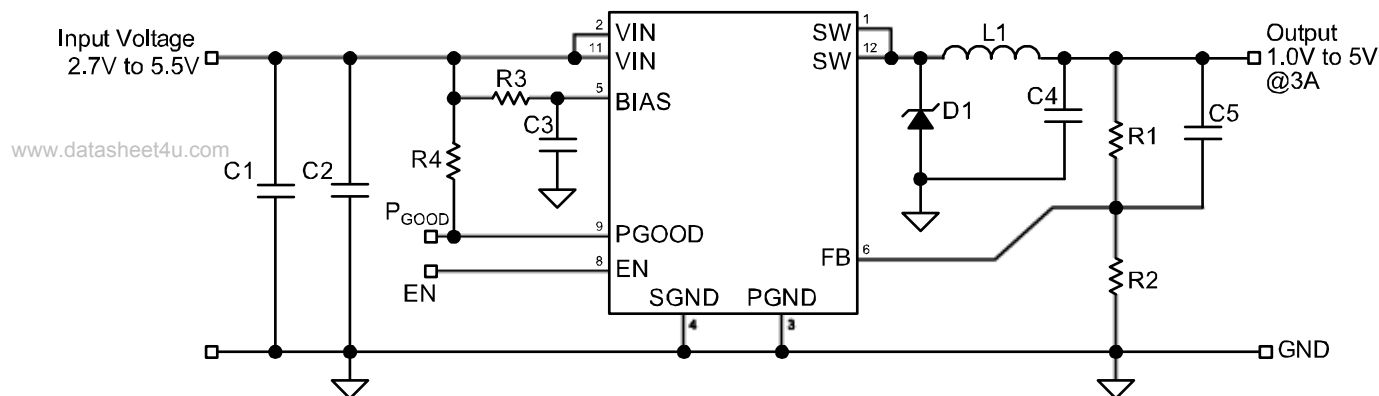 Input Voltage
2.7V to 5.5V
www.datasheet4u.com
C1
C2
R3
R4
C3
P_GOOD
EN
2
11
5
9
8
VIN
VIN
BIAS
PGOOD
EN
SGND
PGND
4
3
SW
SW
FB
1
12
6
L1
D1
C4
R1
C5
R2
Output
1.0V to 5V
@3A
GND